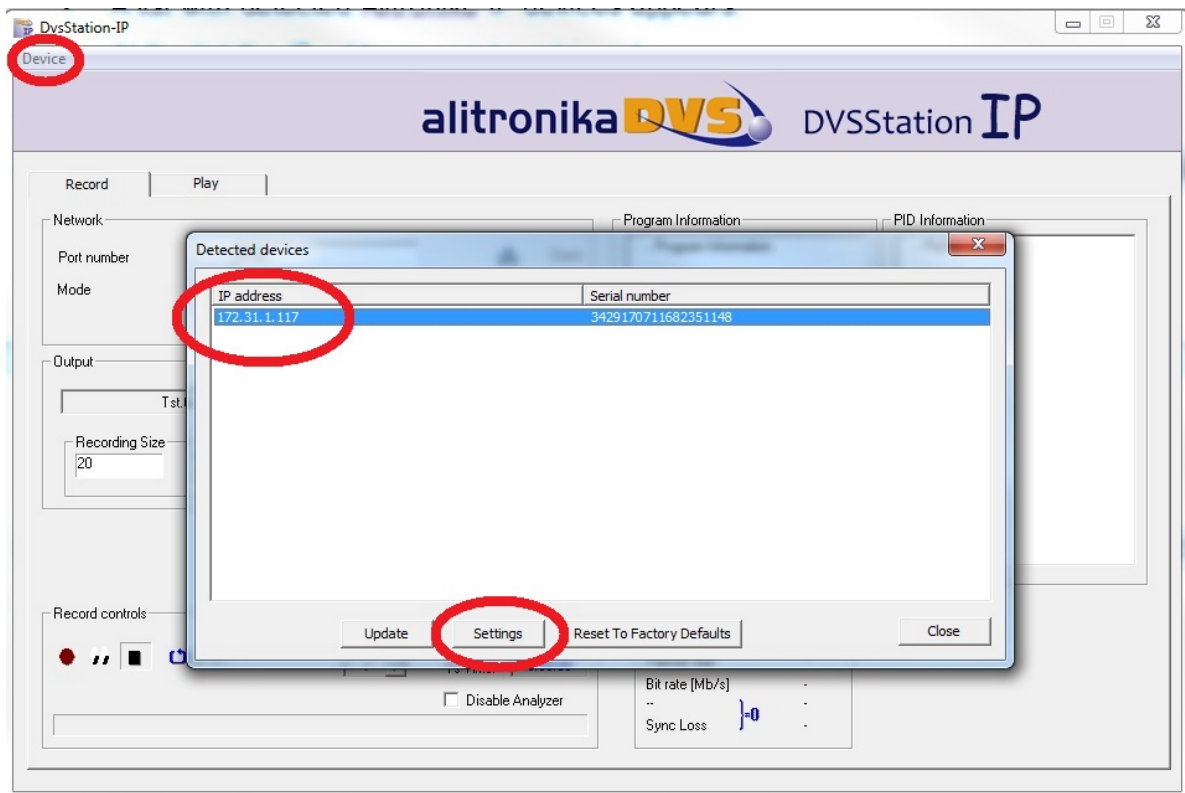 DvsStation-IP
Device
alitronika DVS DVSStation IP
Record Play
Network Program Information PID Information
Detected devices
Port number
Mode
IP address Serial number
172.31.1.117 3429170711682351148
Output
Tst.
Recording Size
20
Update Settings Reset To Factory Defaults Close
Record controls
Disable Analyzer
Bit rate [Mb/s] -
-- -
}=0
Sync Loss -